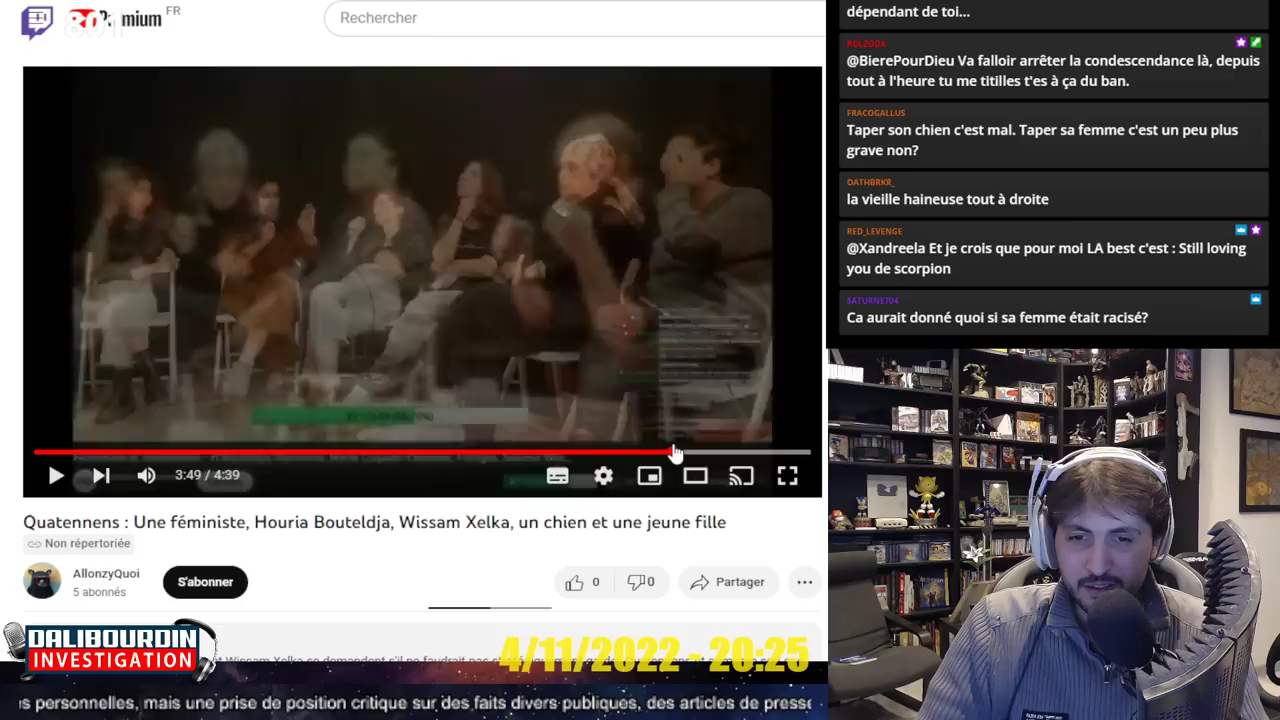 Premium FR
801
Rechercher
3:49 / 4:39
Quatennens : Une féministe, Houria Bouteldja, Wissam Xelka, un chien et une jeune fille
Non répertoriée
AllonzyQuoi
5 abonnés
S'abonner
0
0
Partager
DALIBOURDIN
INVESTIGATION
4/11/2022 - 20:25
personnelles, mais une prise de position critique sur des faits divers publiques, des articles de presse
dépendant de toi...
ROLZODA
@BierePourDieu Va falloir arrêter la condescendance là, depuis
tout à l'heure tu me titilles t'es à ça du ban.
FRACOGALLUS
Taper son chien c'est mal. Taper sa femme c'est un peu plus
grave non?
OATHBRKR_
la vieille haineuse tout à droite
RED_LEVENGE
@Xandreela Et je crois que pour moi LA best c'est : Still loving
you de scorpion
SATURNE704
Ca aurait donné quoi si sa femme était racisé?